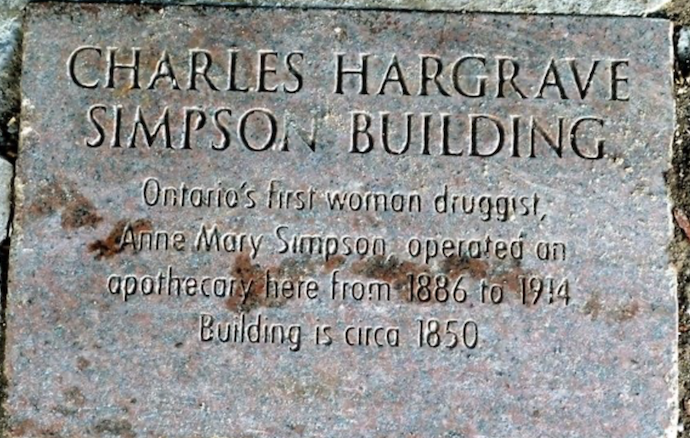 CHARLES HARGRAVE
SIMPSON BUILDING
Ontario's first woman druggist,
Anne Mary Simpson operated an
apothecary here from 1886 to 1914
Building is circa 1850